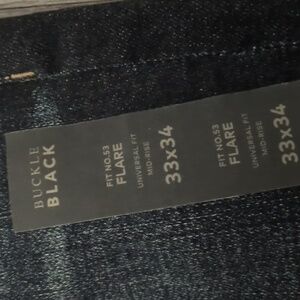 BUCKLE
BLACK
FIT NO.53
FLARE
UNIVERSAL FIT
MID-RISE
33x34
FIT NO.53
FLARE
UNIVERSAL FIT
MID-RISE
33x34